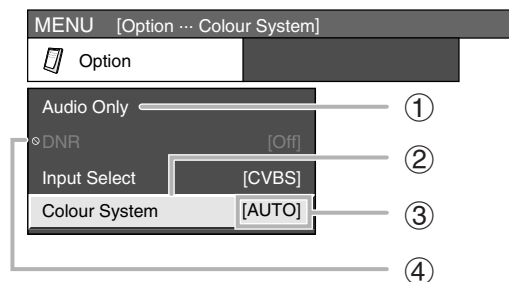 MENU [Option ··· Colour System]
Option
Audio Only ①
DNR [Off]
②
Input Select [CVBS]
Colour System [AUTO] ③
④